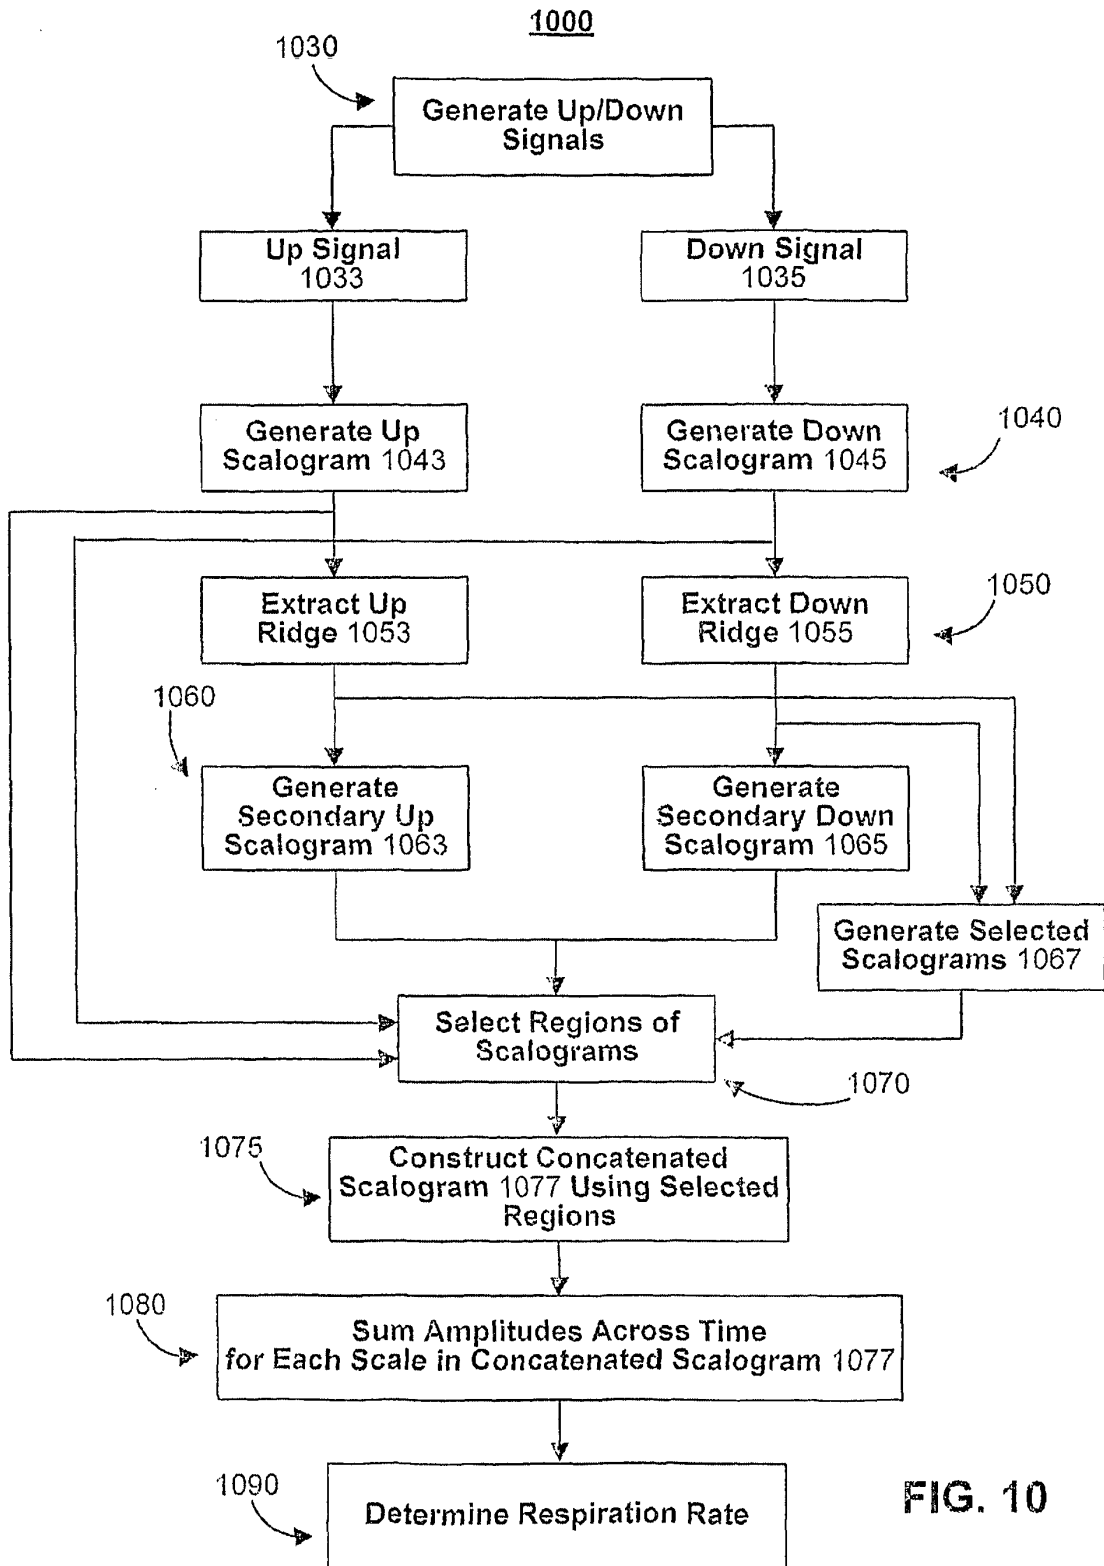 1000
1030
Generate Up/Down
Signals
Up Signal
1033
Down Signal
1035
Generate Up
Scalogram 1043
Generate Down
Scalogram 1045
1040
Extract Up
Ridge 1053
Extract Down
Ridge 1055
1050
1060
Generate
Secondary Up
Scalogram 1063
Generate
Secondary Down
Scalogram 1065
Generate Selected
Scalograms 1067
Select Regions of
Scalograms
1070
1075
Construct Concatenated
Scalogram 1077 Using Selected
Regions
1080
Sum Amplitudes Across Time
for Each Scale in Concatenated Scalogram 1077
1090
Determine Respiration Rate
FIG. 10